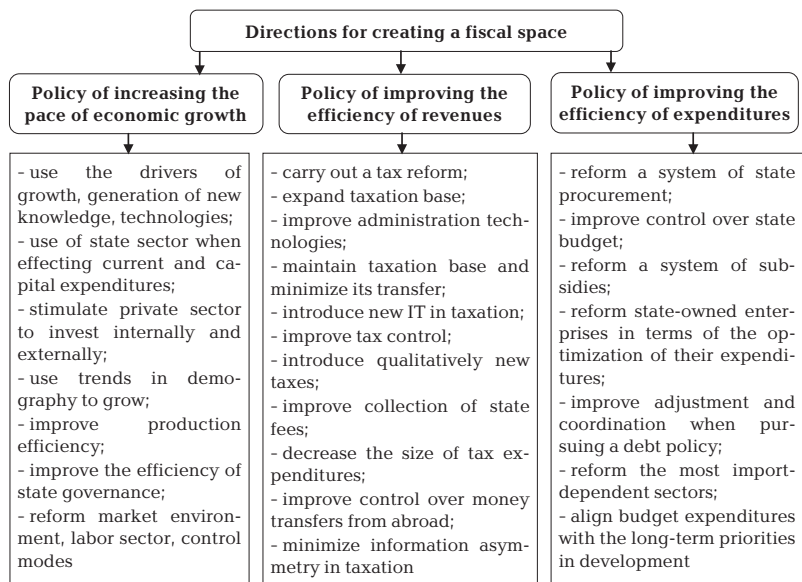 Directions for creating a fiscal space
Policy of increasing the
pace of economic growth
- use the drivers of
growth, generation of new
knowledge, technologies;
- use of state sector when
effecting current and ca-
pital expenditures;
- stimulate private sector
to invest internally and
externally;
- use trends in demo-
graphy to grow;
- improve production
efficiency;
- improve the efficiency of
state governance;
- reform market environ-
ment, labor sector, control
modes
Policy of improving the
efficiency of revenues
- carry out a tax reform;
- expand taxation base;
- improve administration tech-
nologies;
- maintain taxation base and
minimize its transfer;
- introduce new IT in taxation;
- improve tax control;
- introduce qualitatively new
taxes;
- improve collection of state
fees;
- decrease the size of tax ex-
penditures;
- improve control over money
transfers from abroad;
- minimize information asym-
metry in taxation
Policy of improving the
efficiency of expenditures
- reform a system of state
procurement;
- improve control over state
budget;
- reform a system of sub-
sidies;
- reform state-owned enter-
prises in terms of the op-
timization of their expendi-
tures;
- improve adjustment and
coordination when pur-
suing a debt policy;
- reform the most import-
dependent sectors;
- align budget expenditures
with the long-term priorities
in development